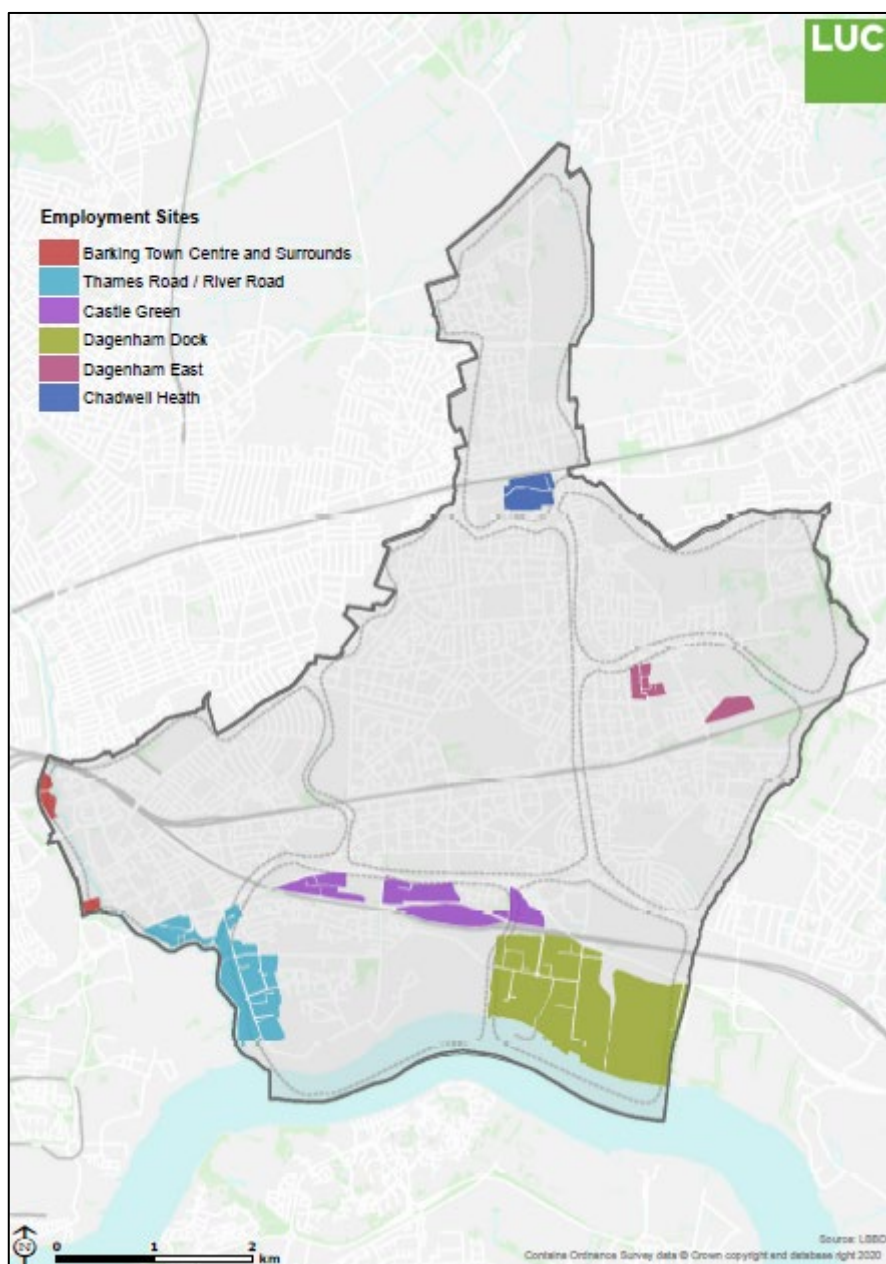 LUC
Employment Sites
Barking Town Centre and Surrounds
Thames Road / River Road
Castle Green
Dagenham Dock
Dagenham East
Chadwell Heath
N
0 1 2
km
Source: LBBD
Contains Ordnance Survey data © Crown copyright and database right 2020